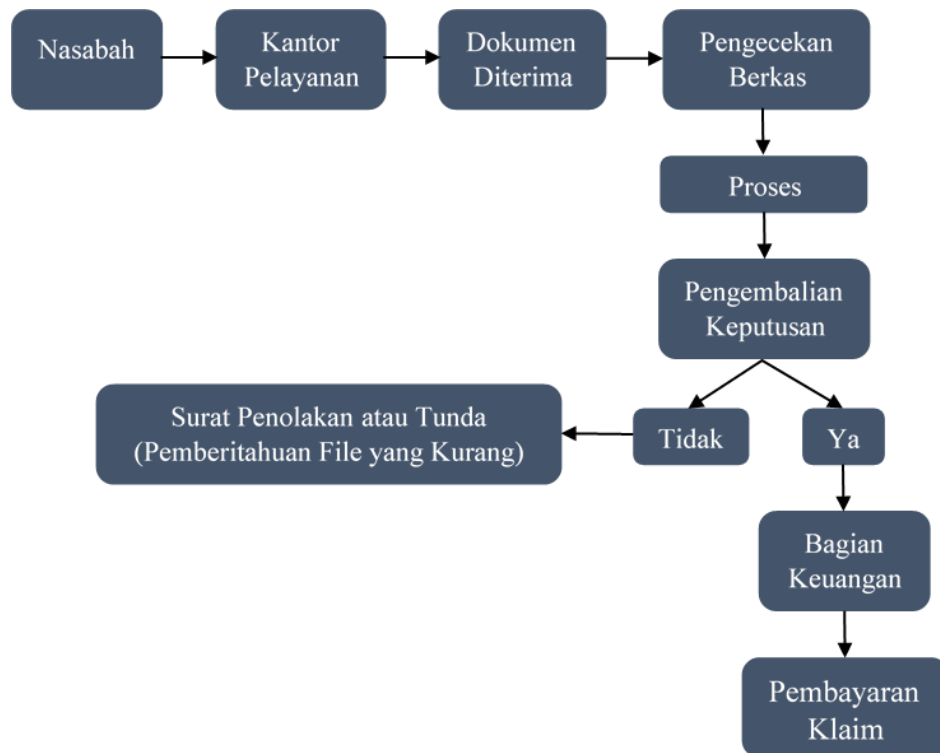 Nasabah
Kantor
Pelayanan
Dokumen
Diterima
Pengecekan
Berkas
Proses
Pengembalian
Keputusan
Surat Penolakan atau Tunda
(Pemberitahuan File yang Kurang)
Tidak
Ya
Bagian
Keuangan
Pembayaran
Klaim